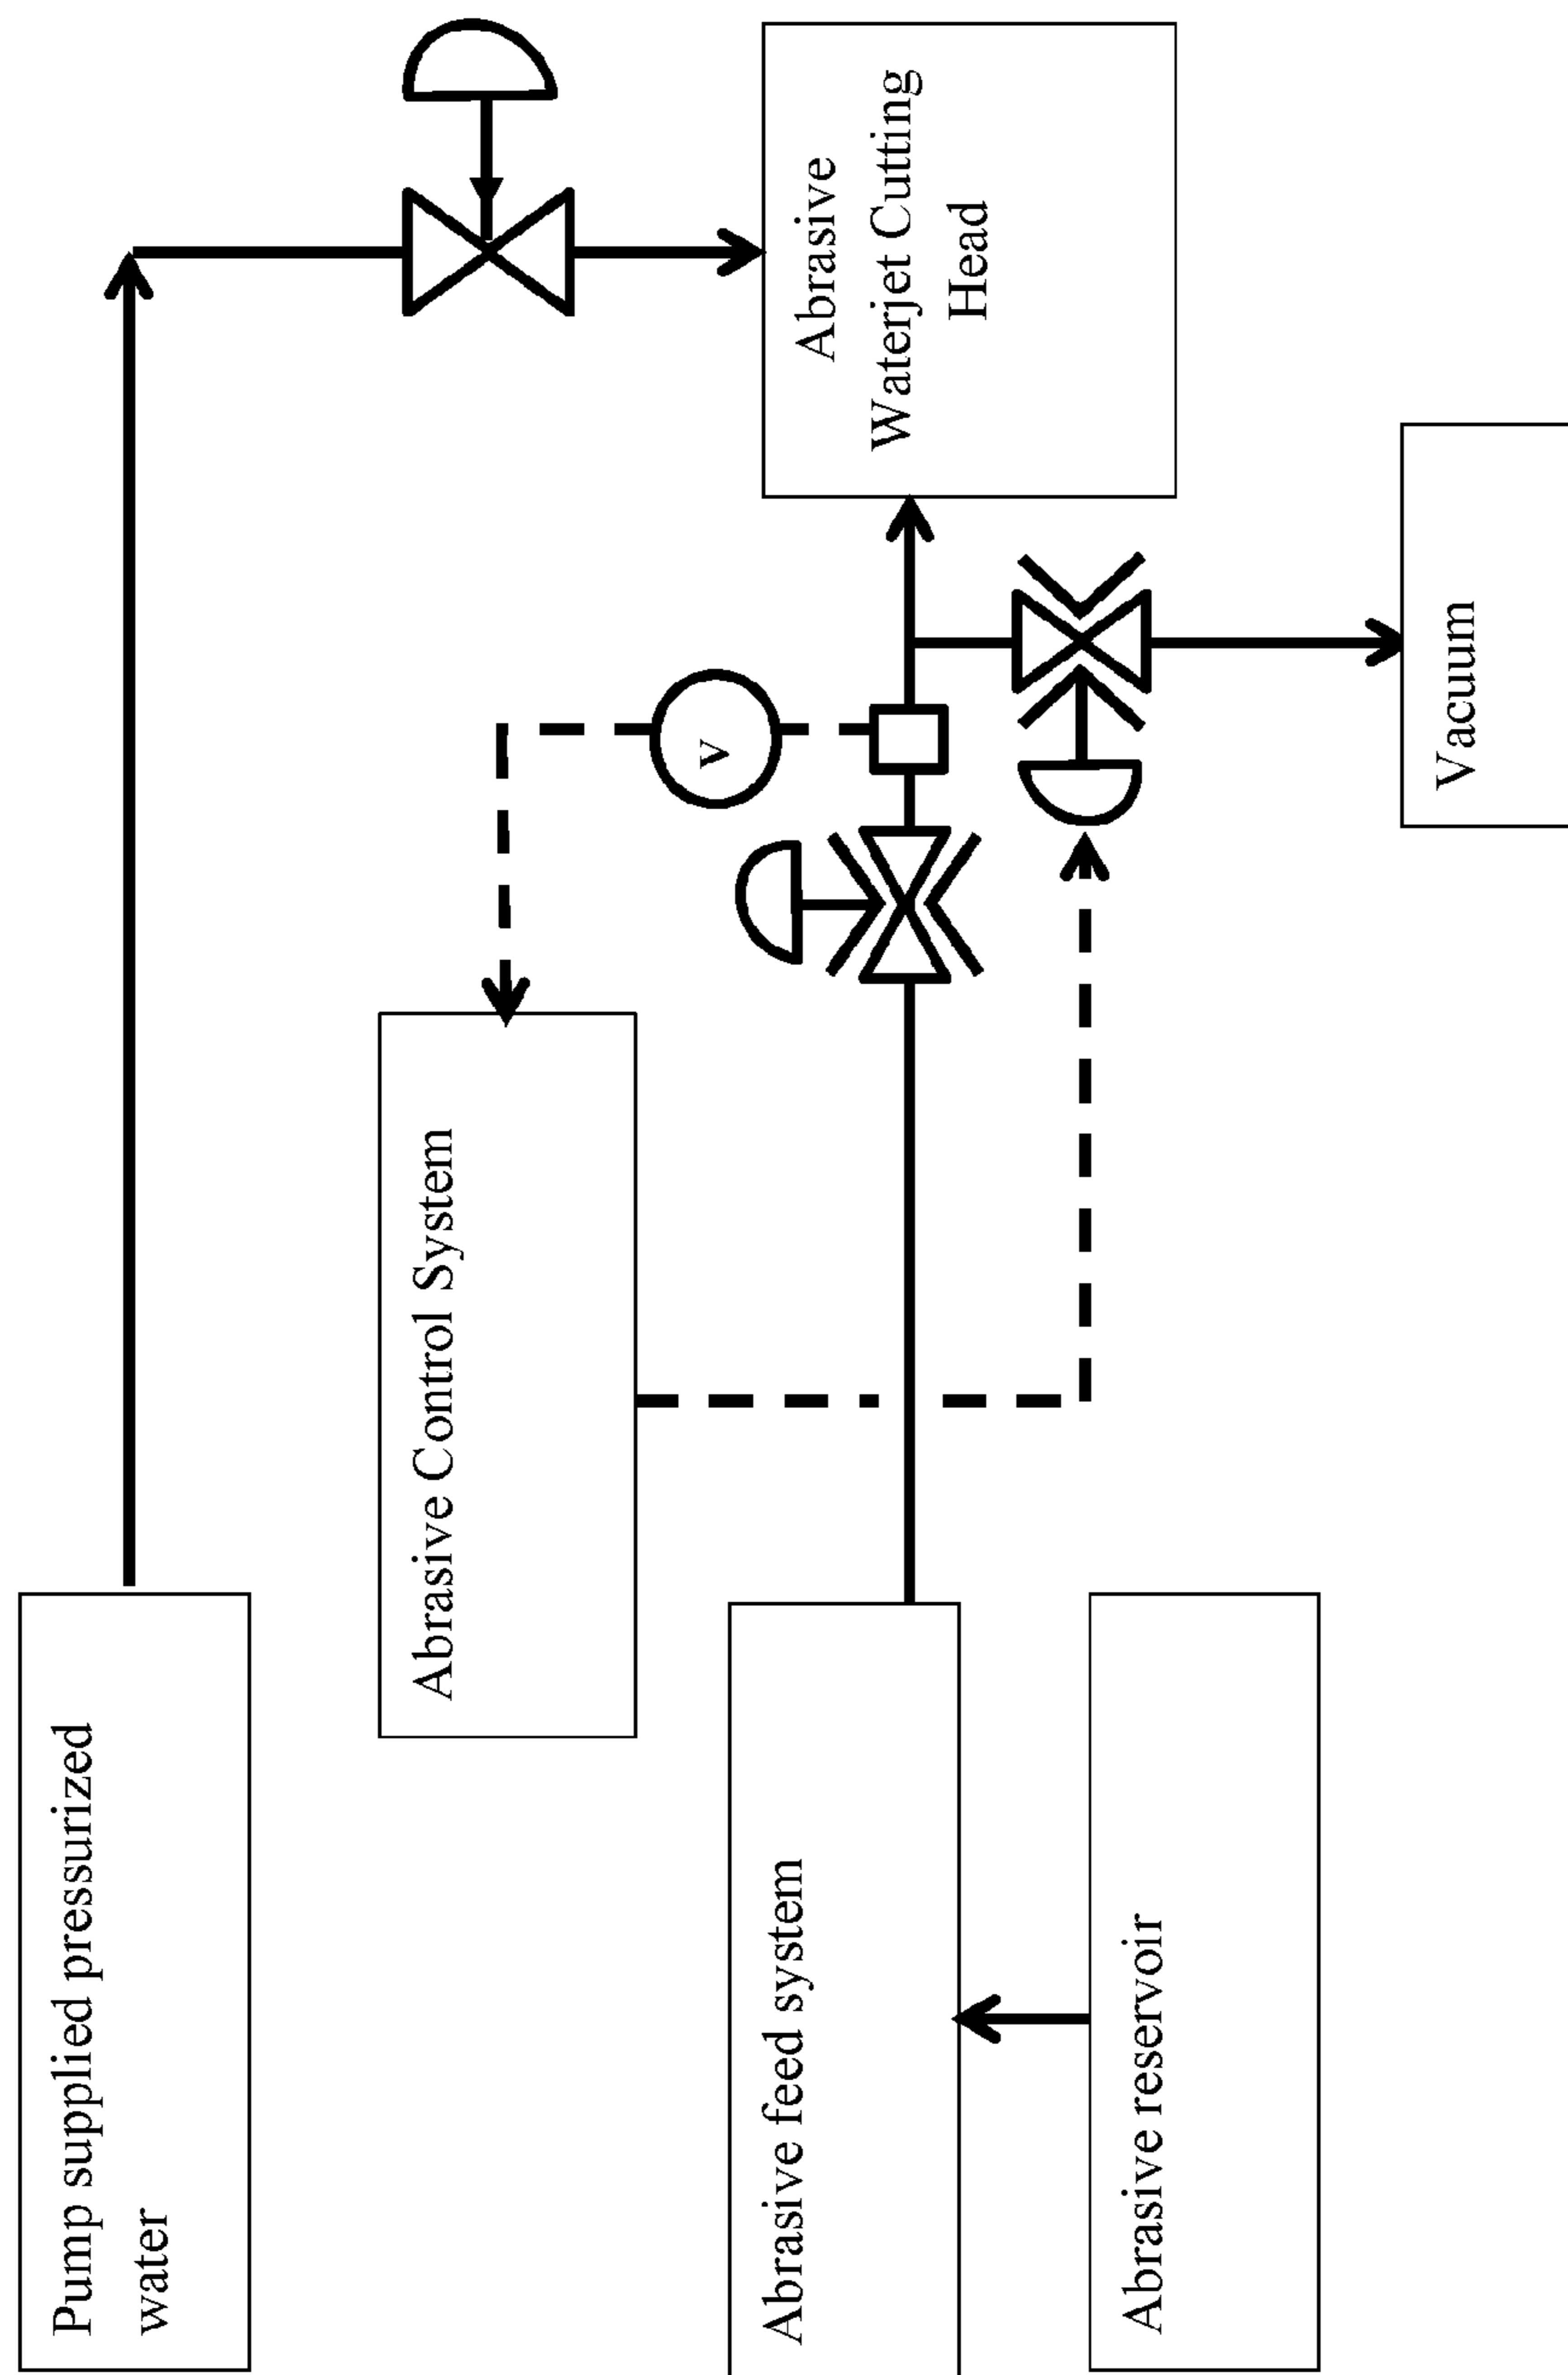 Pump supplied pressurized
water
Abrasive Control System
Abrasive
Waterjet Cutting
Head
v
Abrasive feed system
Abrasive reservoir
Vacuum